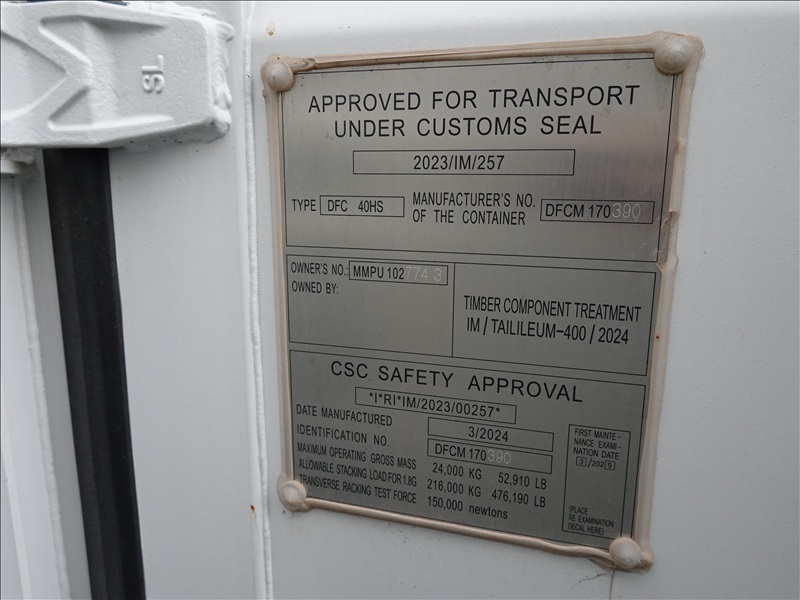 SL
APPROVED FOR TRANSPORT
UNDER CUSTOMS SEAL
2023/IM/257
TYPE DFC 40HS MANUFACTURER'S NO. OF THE CONTAINER DFCM 170390
OWNER'S NO.: MMPU 102774 3
OWNED BY:
TIMBER COMPONENT TREATMENT
IM / TAILILEUM-400 / 2024
CSC SAFETY APPROVAL
*I*RI*IM/2023/00257*
DATE MANUFACTURED 3/2024
IDENTIFICATION NO. DFCM 170390
MAXIMUM OPERATING GROSS MASS 24,000 KG 52,910 LB
ALLOWABLE STACKING LOAD FOR 1.8G 216,000 KG 476,190 LB
TRANSVERSE RACKING TEST FORCE 150,000 newtons
FIRST MAINTE-
NANCE EXAMI-
NATION DATE
3/2029
(PLACE
RE EXAMINATION
DECAL HERE)